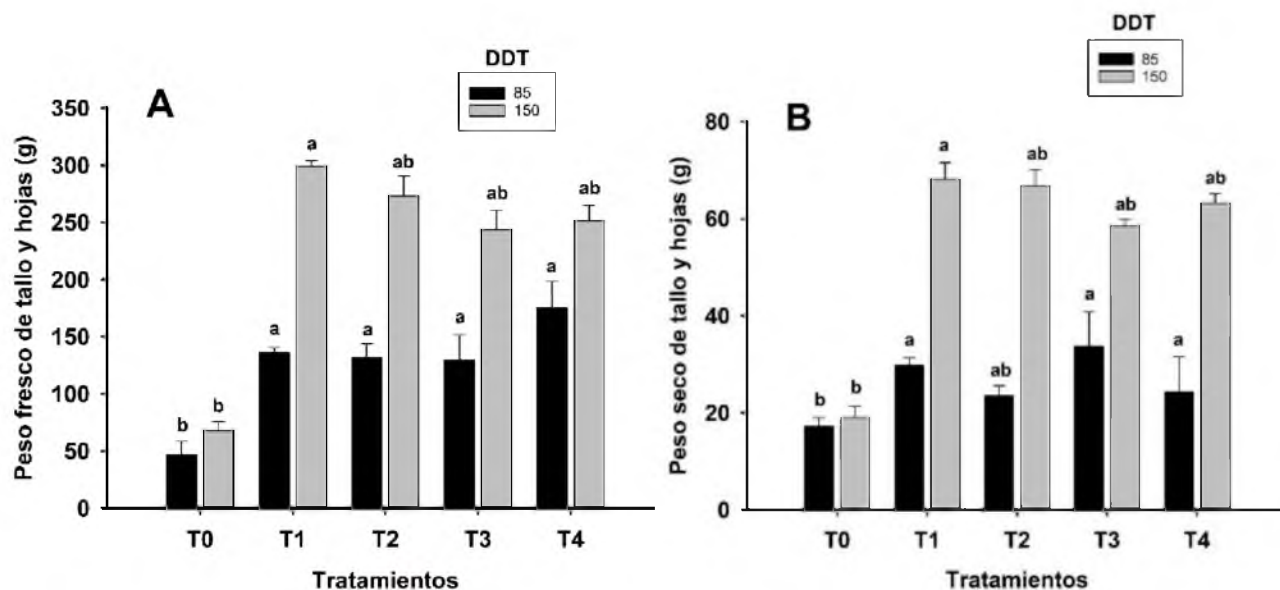 DDT
85
150
A
350
300
250
200
150
100
50
0
Peso fresco de tallo y hojas (g)
b b a a a ab a ab a ab
T0 T1 T2 T3 T4
Tratamientos
DDT
85
150
B
80
60
40
20
0
Peso seco de tallo y hojas (g)
b b a a ab ab a ab a ab
T0 T1 T2 T3 T4
Tratamientos